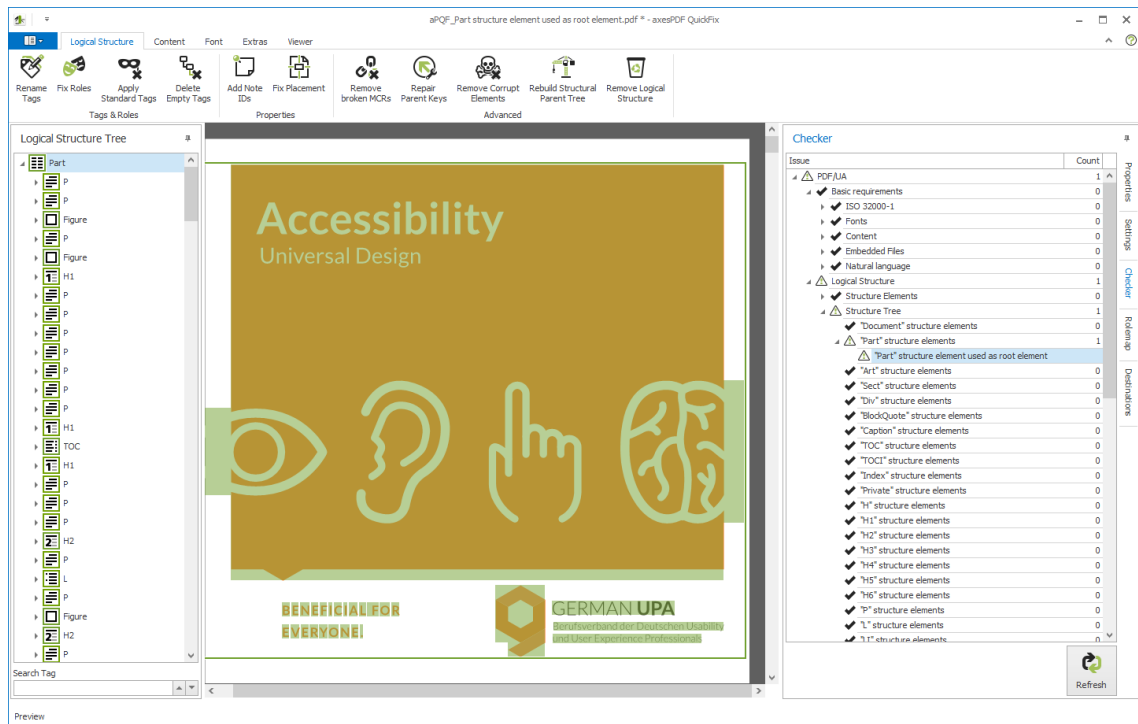 aPQF_Part structure element used as root element.pdf * - axesPDF QuickFix
Logical Structure Content Font Extras Viewer
Rename Tags
Fix Roles
Apply Standard Tags
Delete Empty Tags
Add Note IDs
Fix Placement
Remove broken MCRs
Repair Parent Keys
Remove Corrupt Elements
Rebuild Structural Parent Tree
Remove Logical Structure
Tags & Roles
Properties
Advanced
Logical Structure Tree
Part
P
P
Figure
P
Figure
H1
P
P
P
P
P
P
P
H1
TOC
H1
P
P
P
H2
P
L
P
Figure
H2
P
Search Tag
Preview
Accessibility
Universal Design
BENEFICIAL FOR
EVERYONE.
GERMAN UPA
Berufsverband der Deutschen Usability
und User Experience Professionals
Checker
Issue Count
PDF/UA 1
Basic requirements 0
ISO 32000-1 0
Fonts 0
Content 0
Embedded Files 0
Natural language 0
Logical Structure 1
Structure Elements 0
Structure Tree 1
"Document" structure elements 0
"Part" structure elements 1
"Part" structure element used as root element
"Art" structure elements 0
"Sect" structure elements 0
"Div" structure elements 0
"BlockQuote" structure elements 0
"Caption" structure elements 0
"TOC" structure elements 0
"TOCI" structure elements 0
"Index" structure elements 0
"Private" structure elements 0
"H" structure elements 0
"H1" structure elements 0
"H2" structure elements 0
"H3" structure elements 0
"H4" structure elements 0
"H5" structure elements 0
"H6" structure elements 0
"P" structure elements 0
"L" structure elements 0
"LI" structure elements 0
Refresh
Properties
Settings
Checker
Rolemap
Destinations